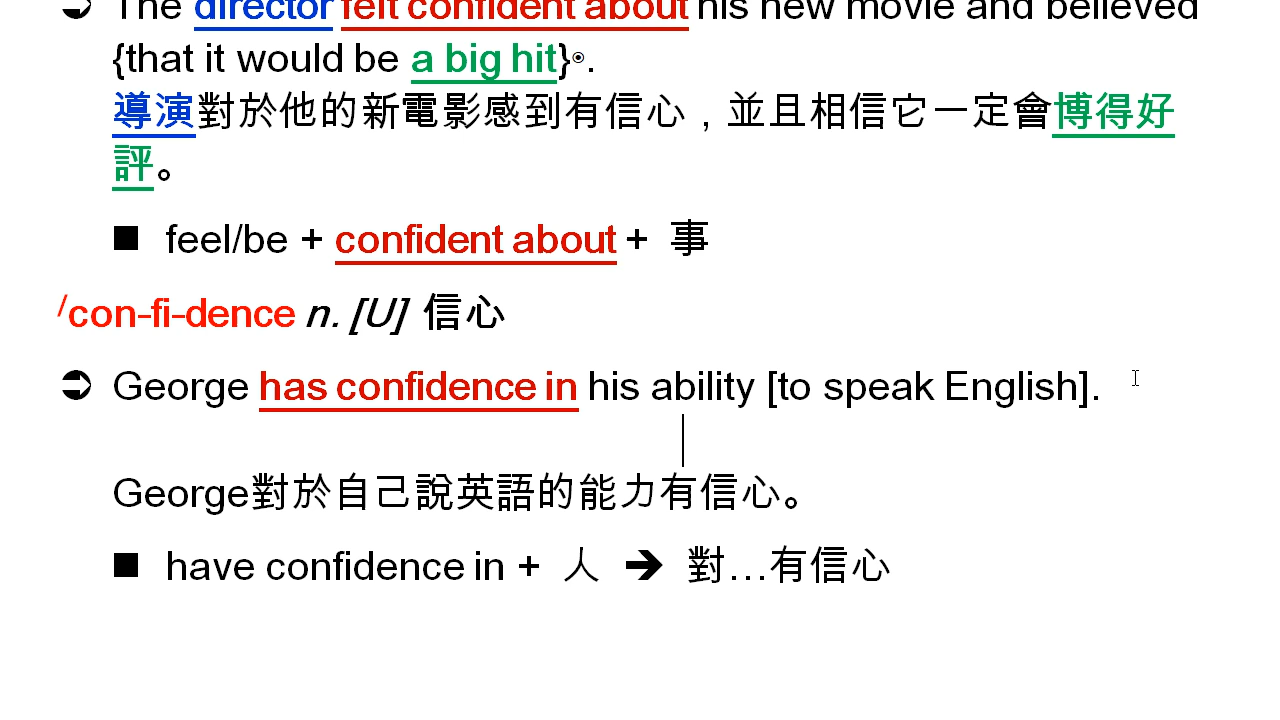 The director felt confident about his new movie and believed
{that it would be a big hit}⊙.
導演對於他的新電影感到有信心，並且相信它一定會博得好
評。
■ feel/be + confident about + 事
/con-fi-dence n. [U] 信心
➲ George has confidence in his ability [to speak English].
George對於自己說英語的能力有信心。
■ have confidence in + 人 ➔ 對…有信心